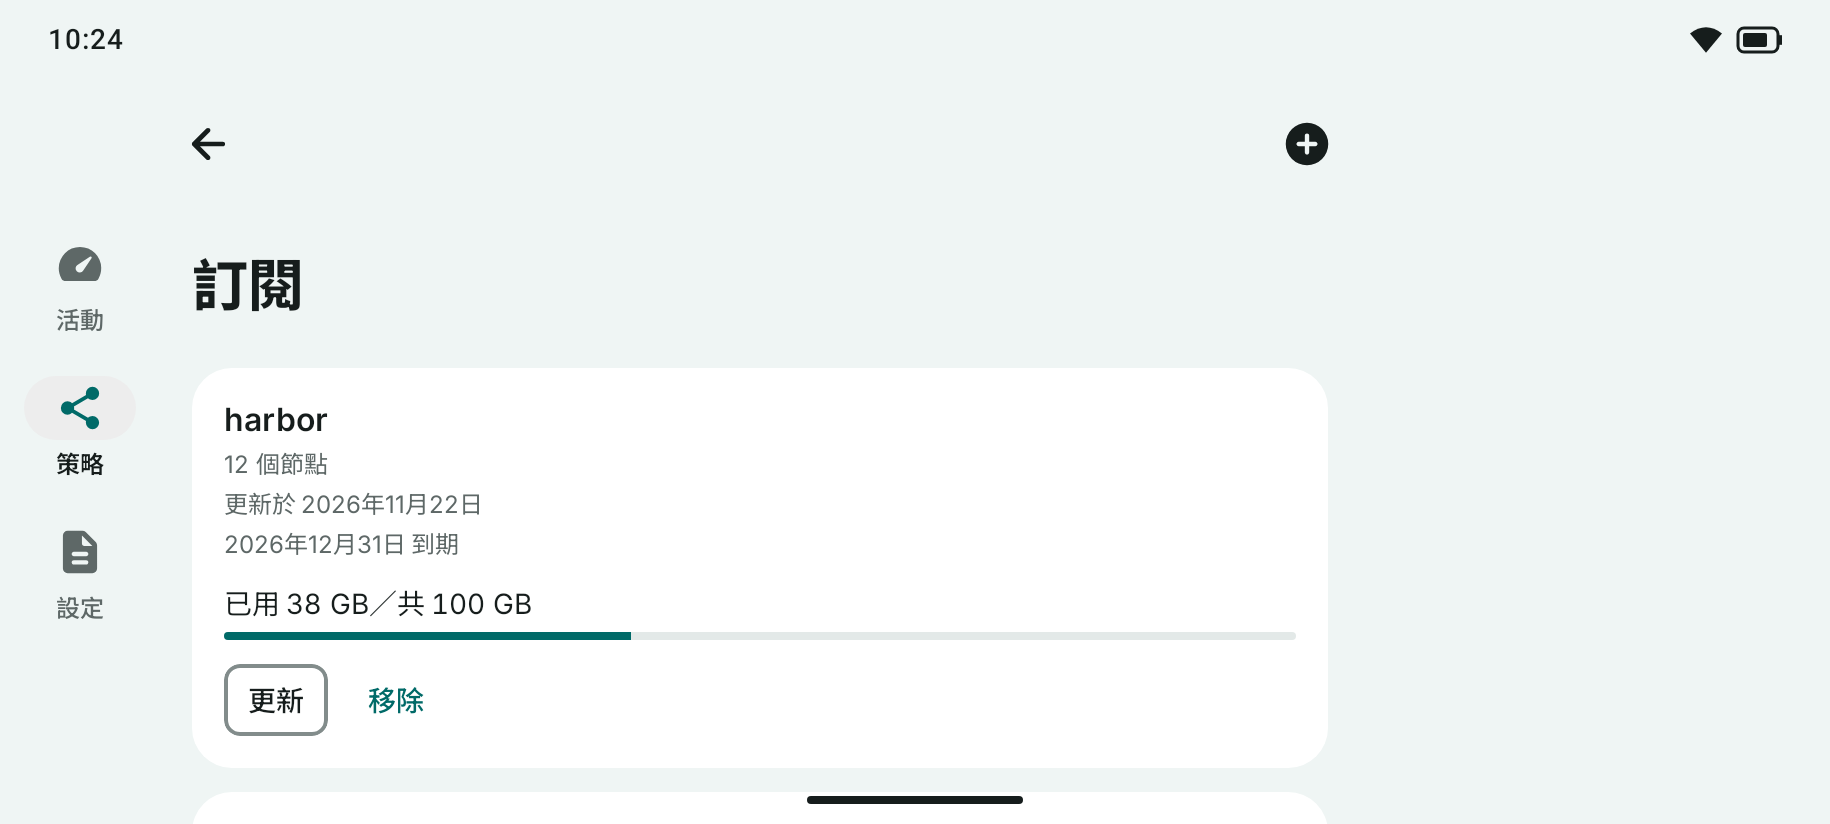 10:24
訂閱
活動
策略
設定
harbor
12 個節點
更新於 2026年11月22日
2026年12月31日 到期
已用 38 GB／共 100 GB
更新
移除